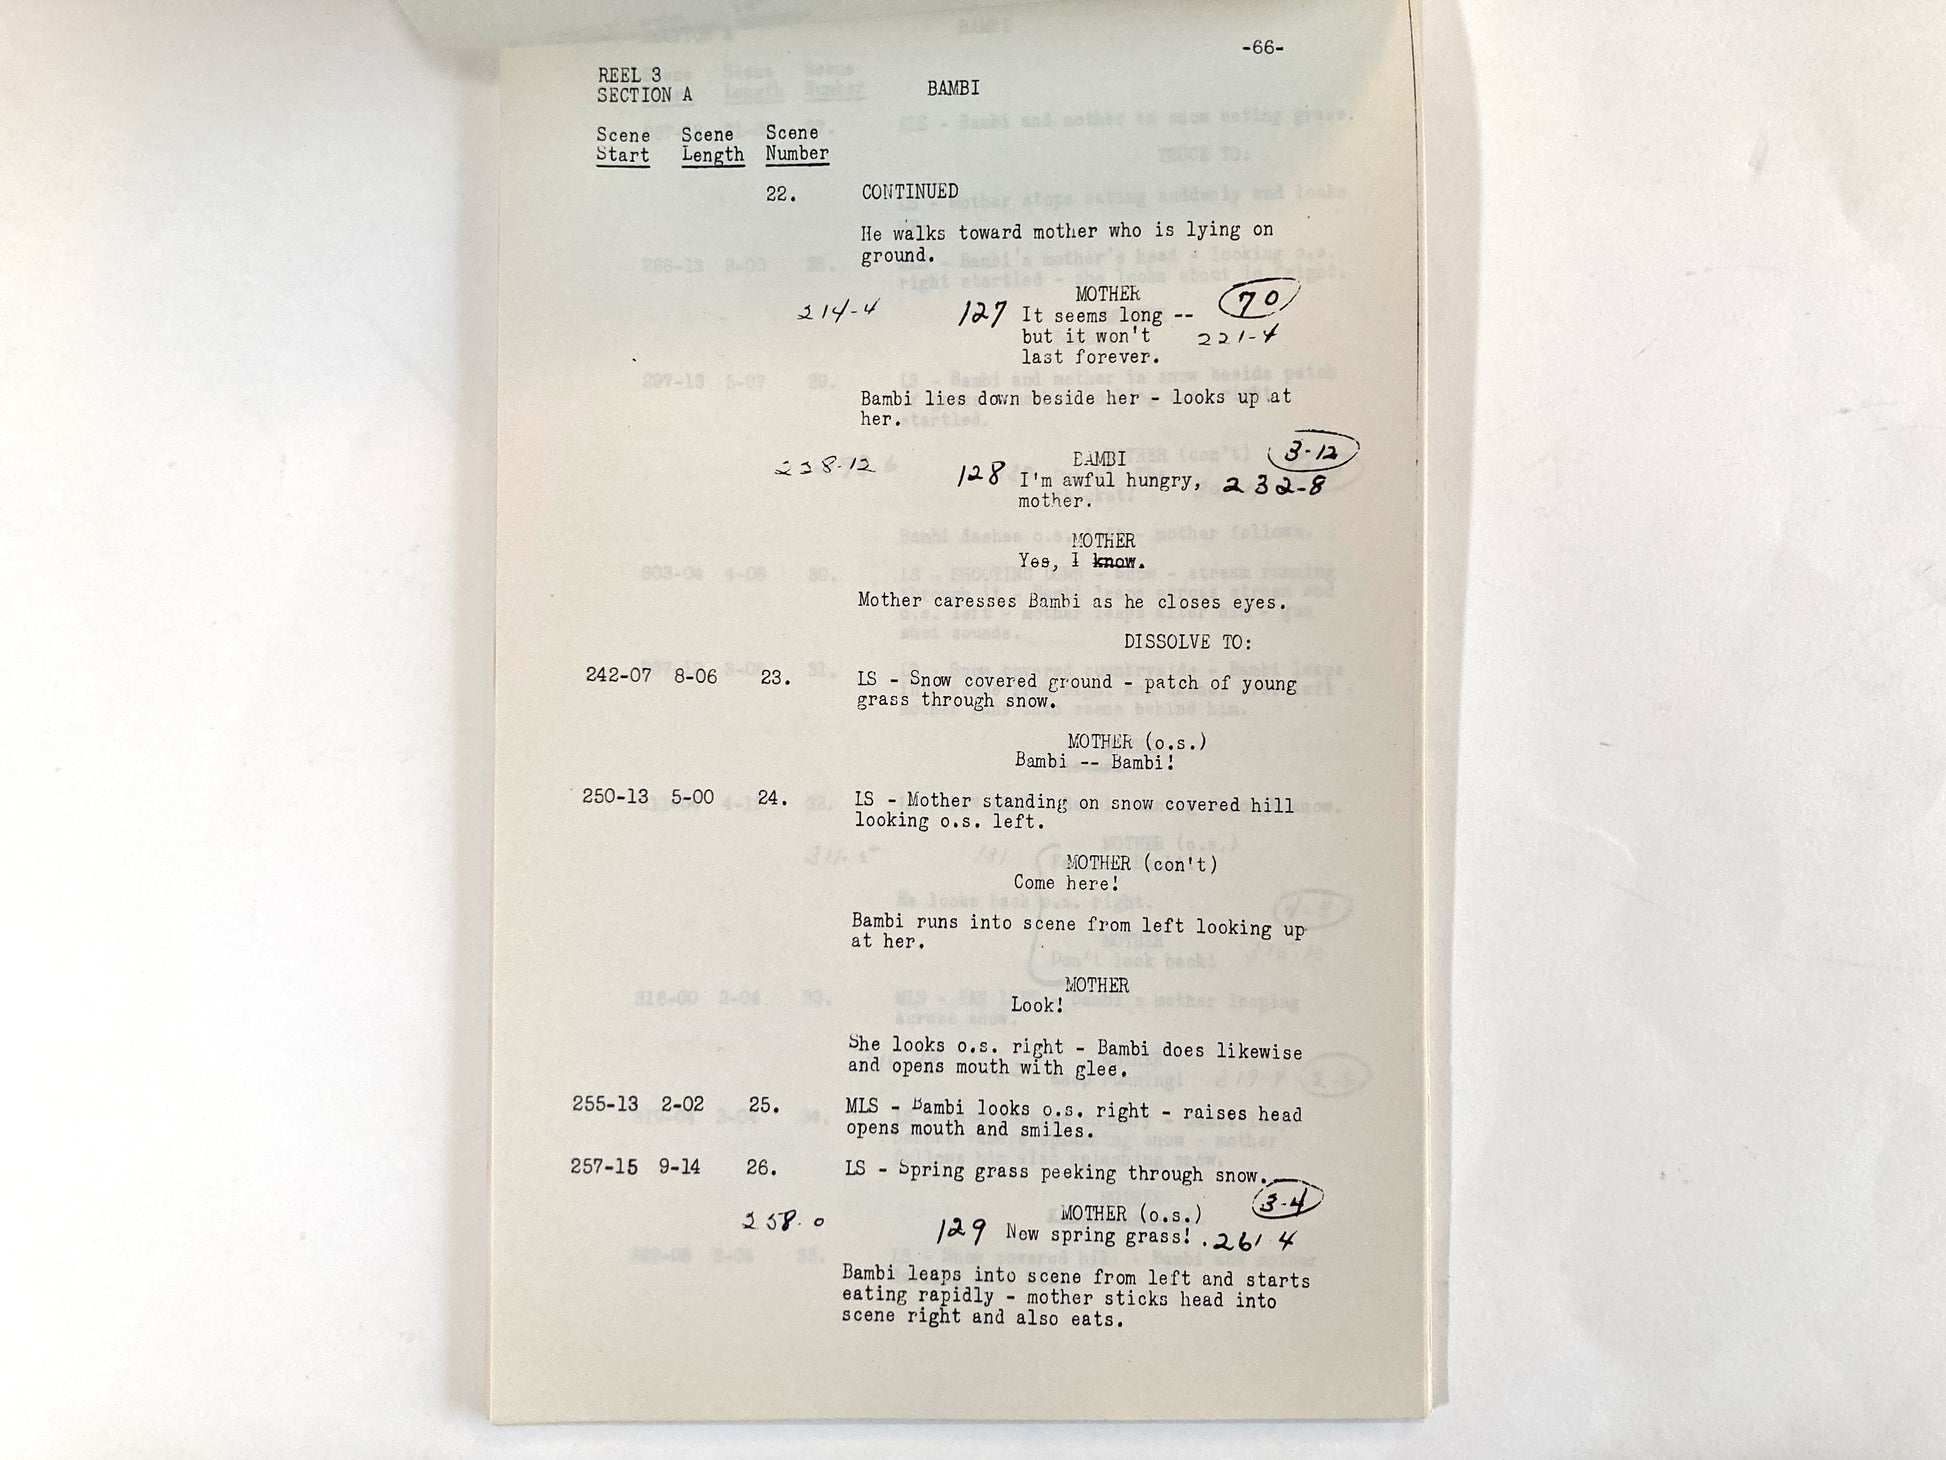 -66-
REEL 3
SECTION A
BAMBI
Scene Scene Scene
Start Length Number
22. CONTINUED
He walks toward mother who is lying on
ground.
MOTHER 70
214-4 127 It seems long --
but it won't 221-4
last forever.
Bambi lies down beside her - looks up at
her.
BAMBI 3-12
228-12 128 I'm awful hungry, 232-8
mother.
MOTHER
Yes, I know.
Mother caresses Bambi as he closes eyes.
DISSOLVE TO:
242-07 8-06 23. LS - Snow covered ground - patch of young
grass through snow.
MOTHER (o.s.)
Bambi -- Bambi!
250-13 5-00 24. LS - Mother standing on snow covered hill
looking o.s. left.
MOTHER (con't)
Come here!
Bambi runs into scene from left looking up
at her.
MOTHER
Look!
She looks o.s. right - Bambi does likewise
and opens mouth with glee.
255-13 2-02 25. MLS - Bambi looks o.s. right - raises head
opens mouth and smiles.
257-15 9-14 26. LS - Spring grass peeking through snow.
MOTHER (o.s.) 3-4
258-0 129 New spring grass! 261 4
Bambi leaps into scene from left and starts
eating rapidly - mother sticks head into
scene right and also eats.